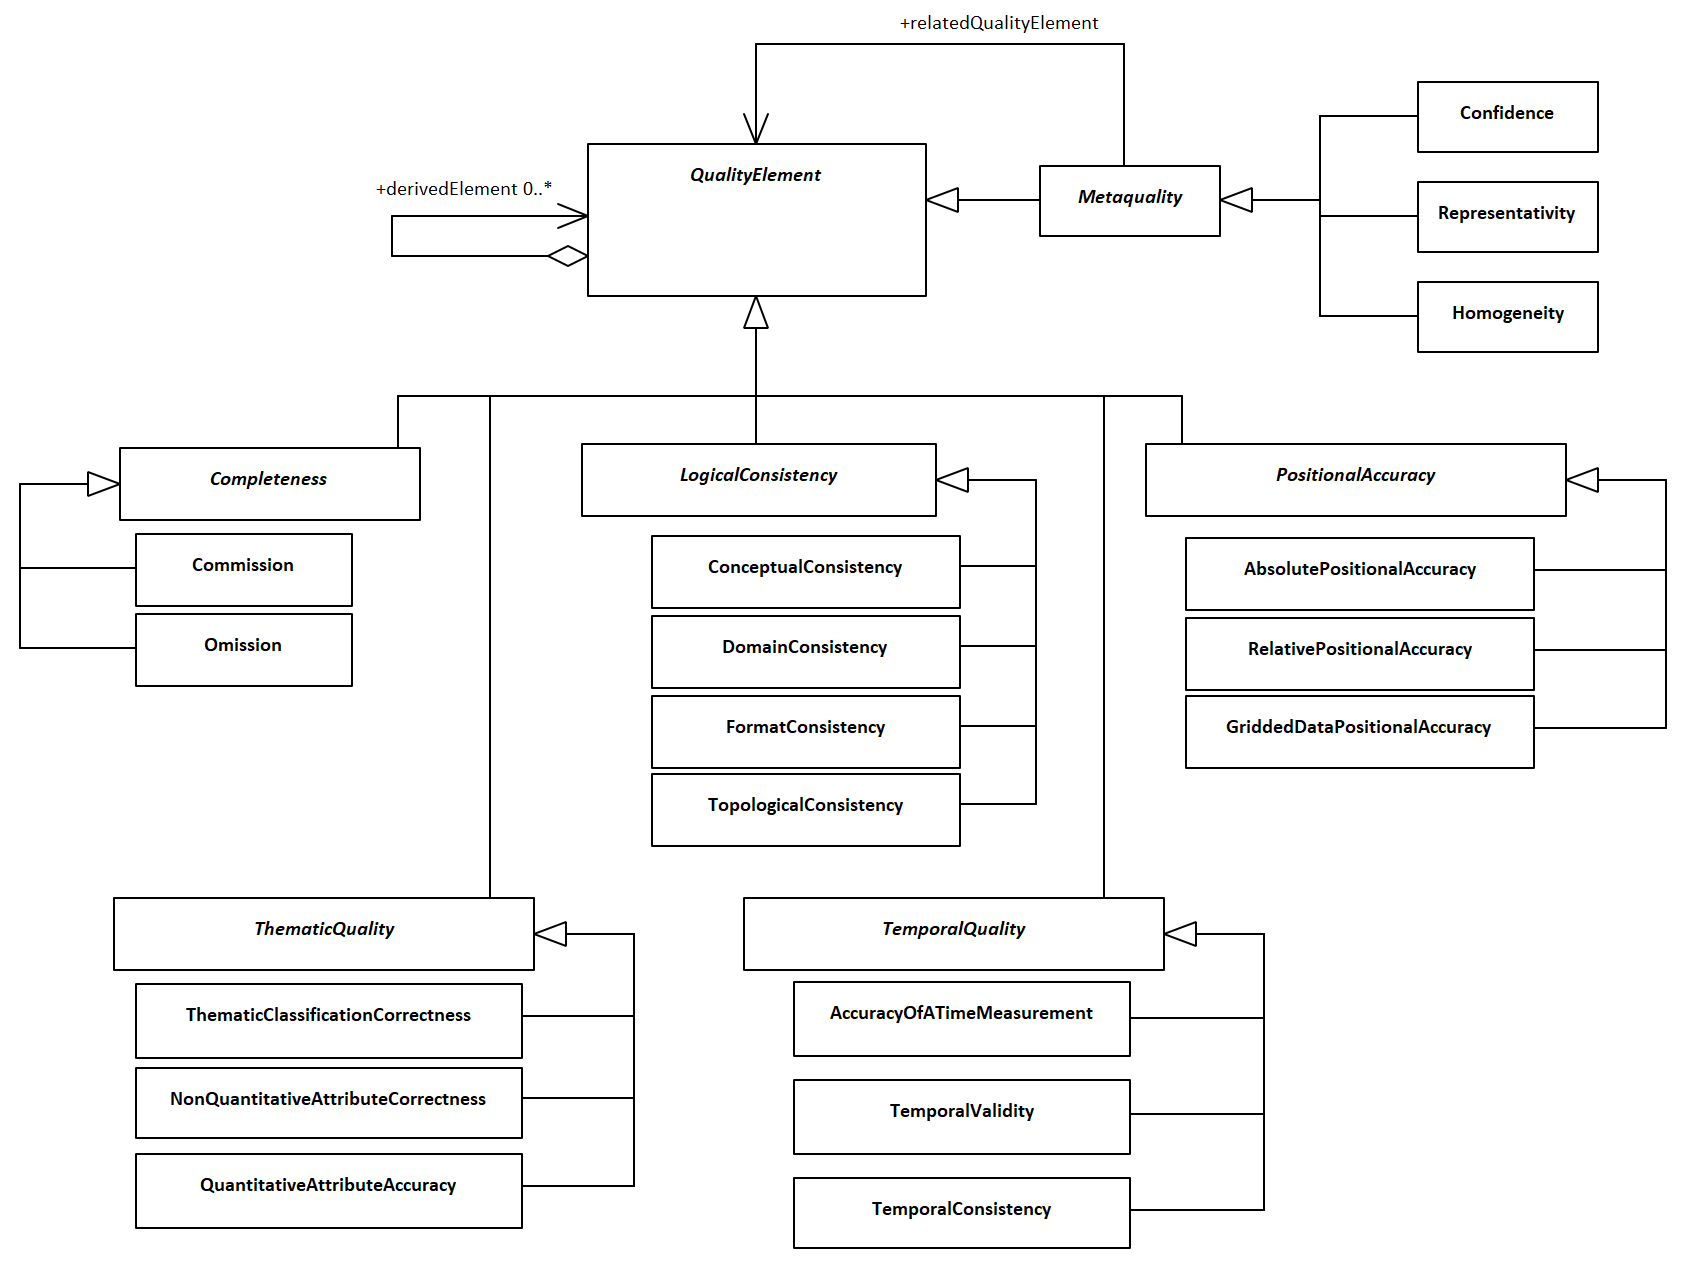 +relatedQualityElement
Confidence
QualityElement
+derivedElement 0..*
Metaquality
Representativity
Homogeneity
Completeness
Commission
Omission
LogicalConsistency
ConceptualConsistency
DomainConsistency
FormatConsistency
TopologicalConsistency
PositionalAccuracy
AbsolutePositionalAccuracy
RelativePositionalAccuracy
GriddedDataPositionalAccuracy
ThematicQuality
ThematicClassificationCorrectness
NonQuantitativeAttributeCorrectness
QuantitativeAttributeAccuracy
TemporalQuality
AccuracyOfATimeMeasurement
TemporalValidity
TemporalConsistency